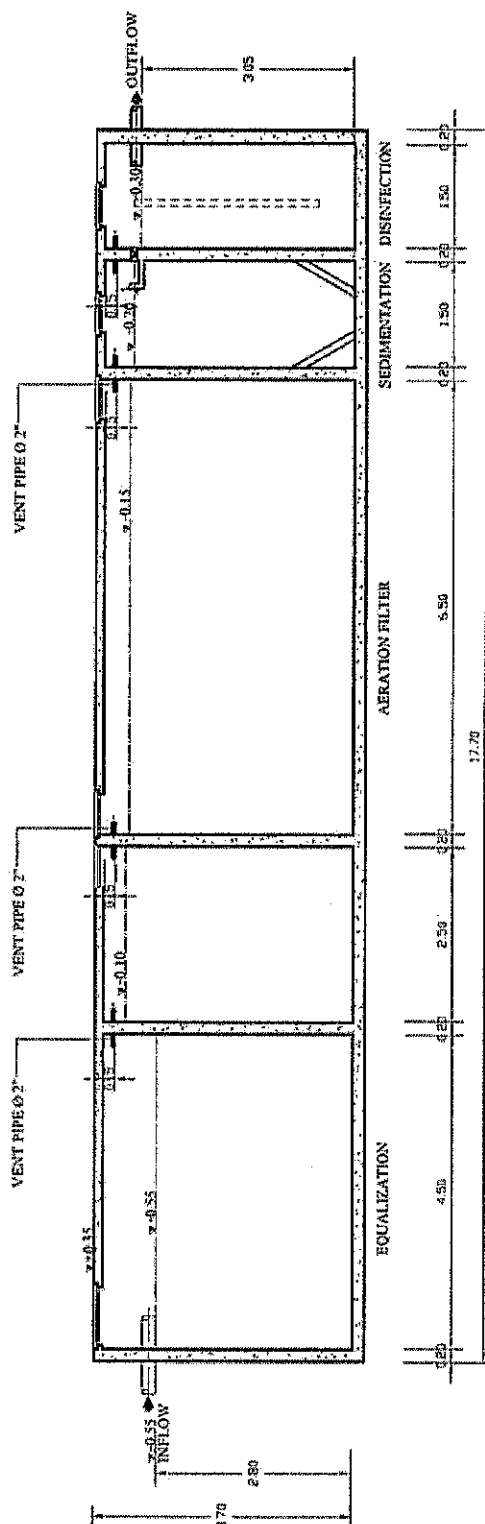 VENT PIPE Ø 2"
VENT PIPE Ø 2"
VENT PIPE Ø 2"
+0.35
-0.55
INFLOW
-0.55
0.15
-0.10
0.15
-0.15
0.15
0.15
-0.20
-0.30
OUTFLOW
2.80
3.05
EQUALIZATION
AERATION FILTER
SEDIMENTATION
DISINFECTION
0.20
4.50
0.20
2.50
0.20
0.20
1.50
0.20
1.50
0.20
17.70